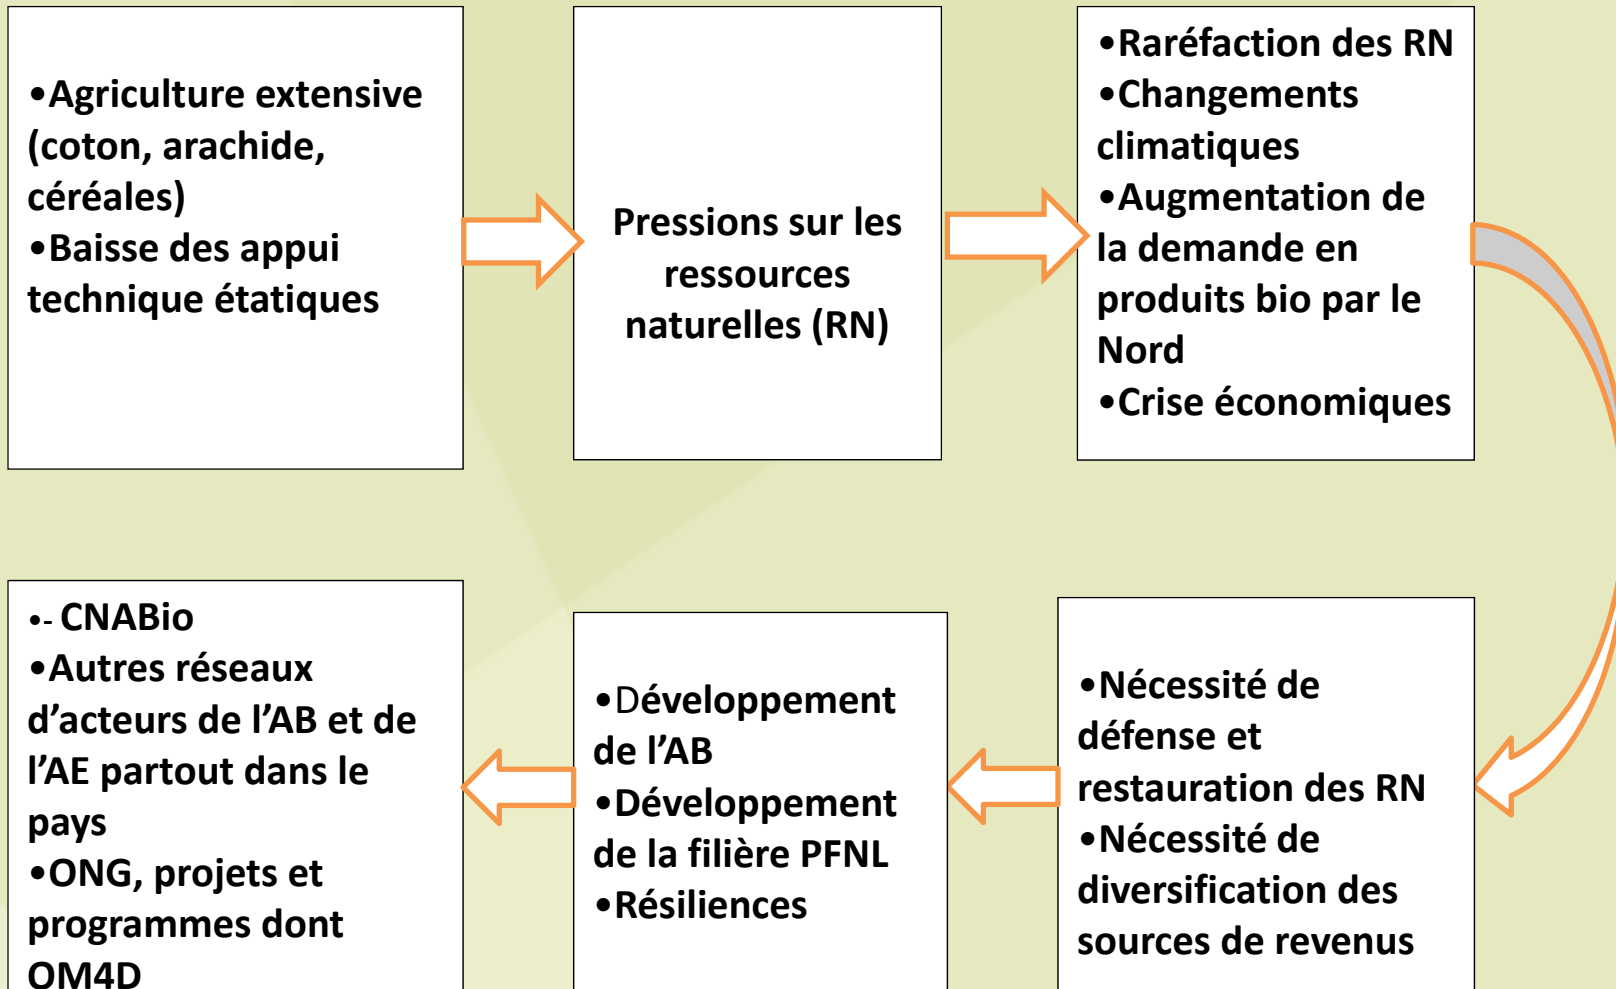 •Agriculture extensive
(coton, arachide,
céréales)
•Baisse des appui
technique étatiques
Pressions sur les
ressources
naturelles (RN)
•Raréfaction des RN
•Changements
climatiques
•Augmentation de
la demande en
produits bio par le
Nord
•Crise économiques
•Nécessité de
défense et
restauration des RN
•Nécessité de
diversification des
sources de revenus
•Développement
de l’AB
•Développement
de la filière PFNL
•Résiliences
•- CNABio
•Autres réseaux
d’acteurs de l’AB et de
l’AE partout dans le
pays
•ONG, projets et
programmes dont
OM4D